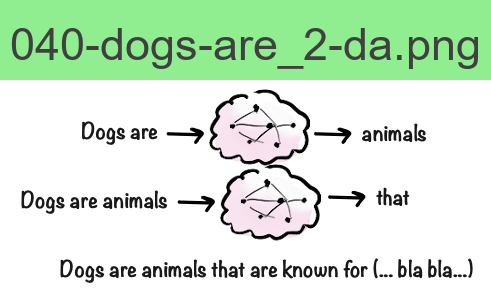 040-dogs-are_2-da.png
Dogs are animals
Dogs are animals that
Dogs are animals that are known for (... bla bla...)